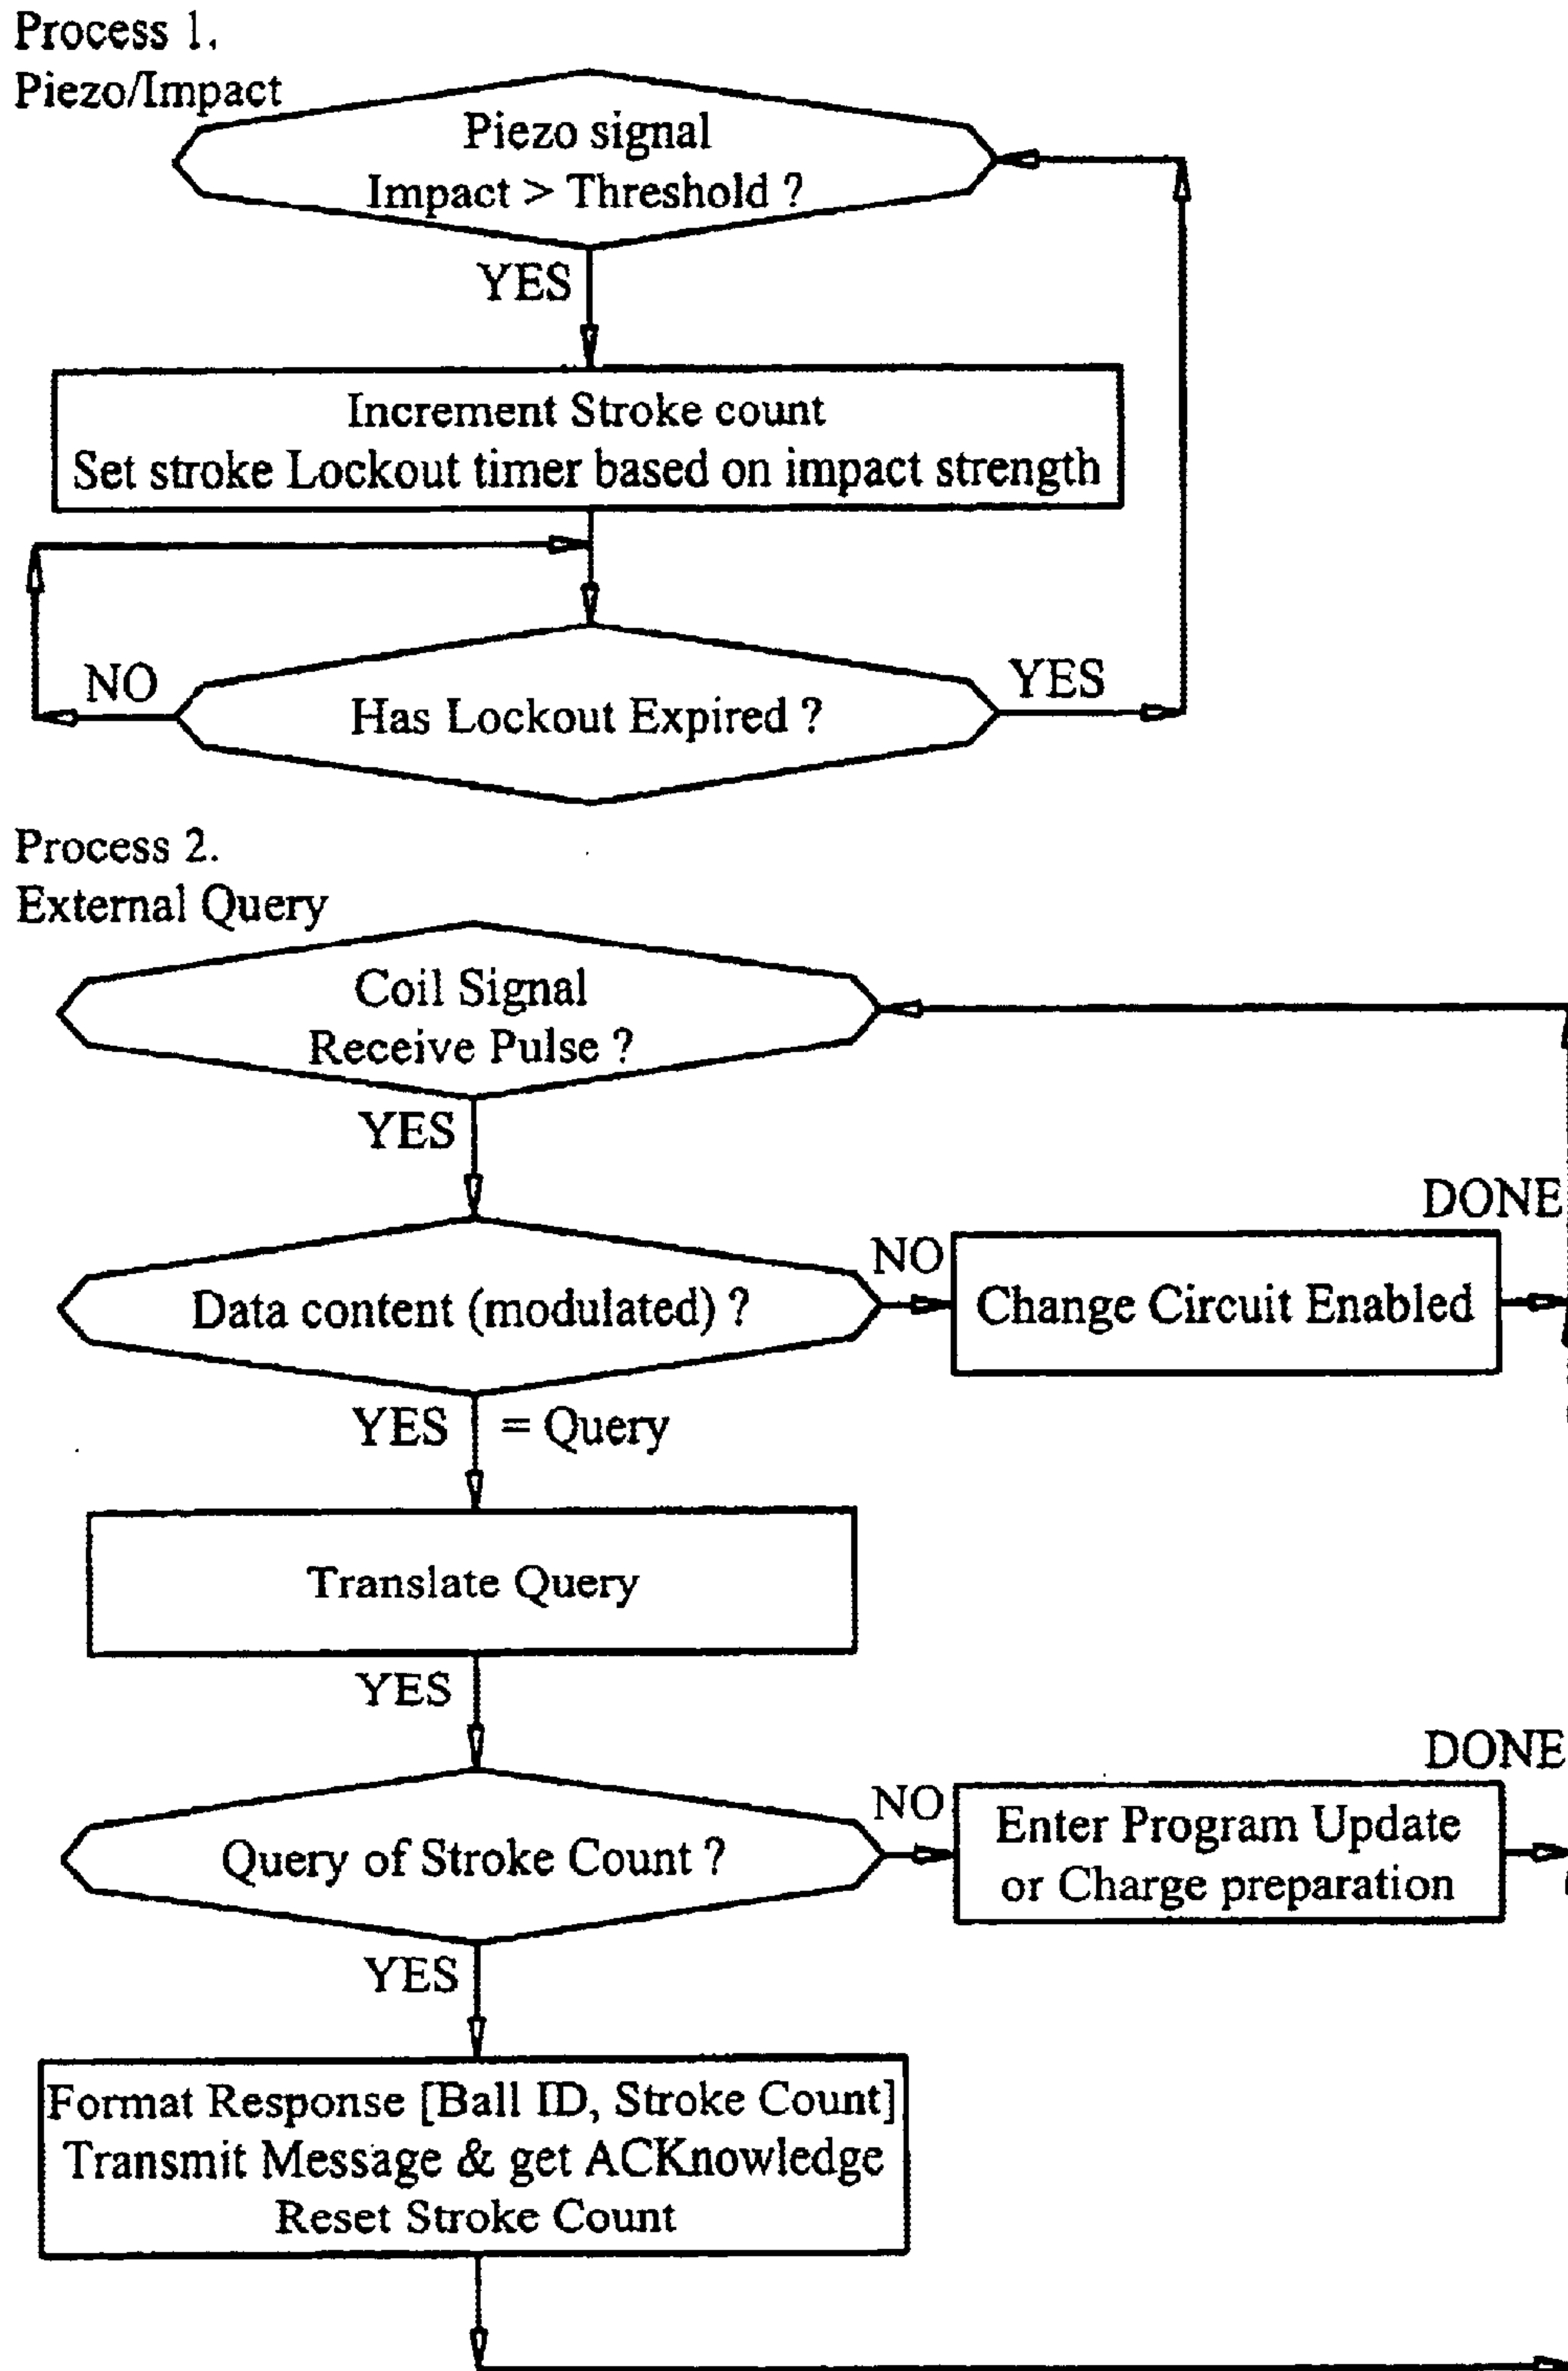 Process 1.
Piezo/Impact
Piezo signal
Impact > Threshold ?
YES
Increment Stroke count
Set stroke Lockout timer based on impact strength
NO
YES
Has Lockout Expired ?
Process 2.
External Query
Coil Signal
Receive Pulse ?
YES
DONE
NO
Data content (modulated) ?
Change Circuit Enabled
YES = Query
Translate Query
YES
DONE
NO
Query of Stroke Count ?
Enter Program Update
or Charge preparation
YES
Format Response [Ball ID, Stroke Count]
Transmit Message & get ACKnowledge
Reset Stroke Count